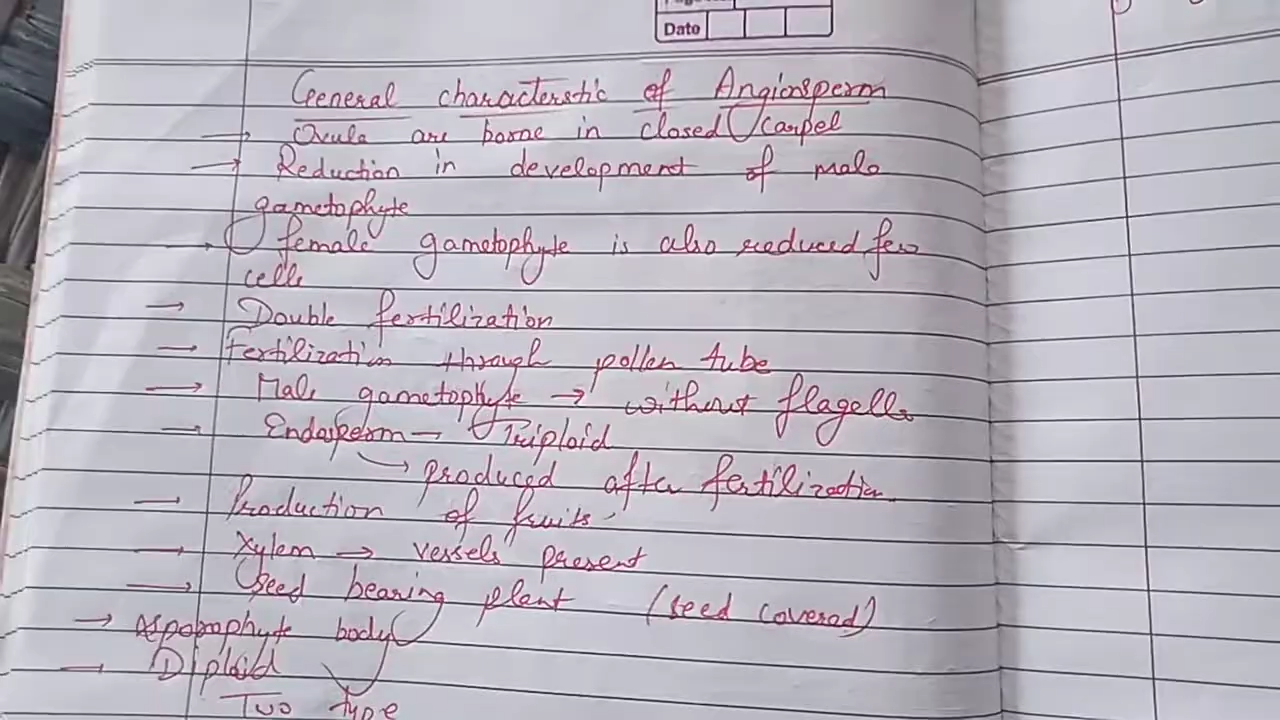 Date
General characterstic of Angiosperm
→ Ovule are borne in closed carpel
→ Reduction in development of male
gametophyte
→ female gametophyte is also reduced few
cells
→ Double fertilization
→ Fertilization through pollen tube
→ Male gametophyte → without flagella
→ Endosperm → Triploid
→ produced after fertilization
→ Production of fruits
→ Xylem → vessels present
→ Seed bearing plant (seed covered)
→ sporophyte body
→ Diploid
Two type